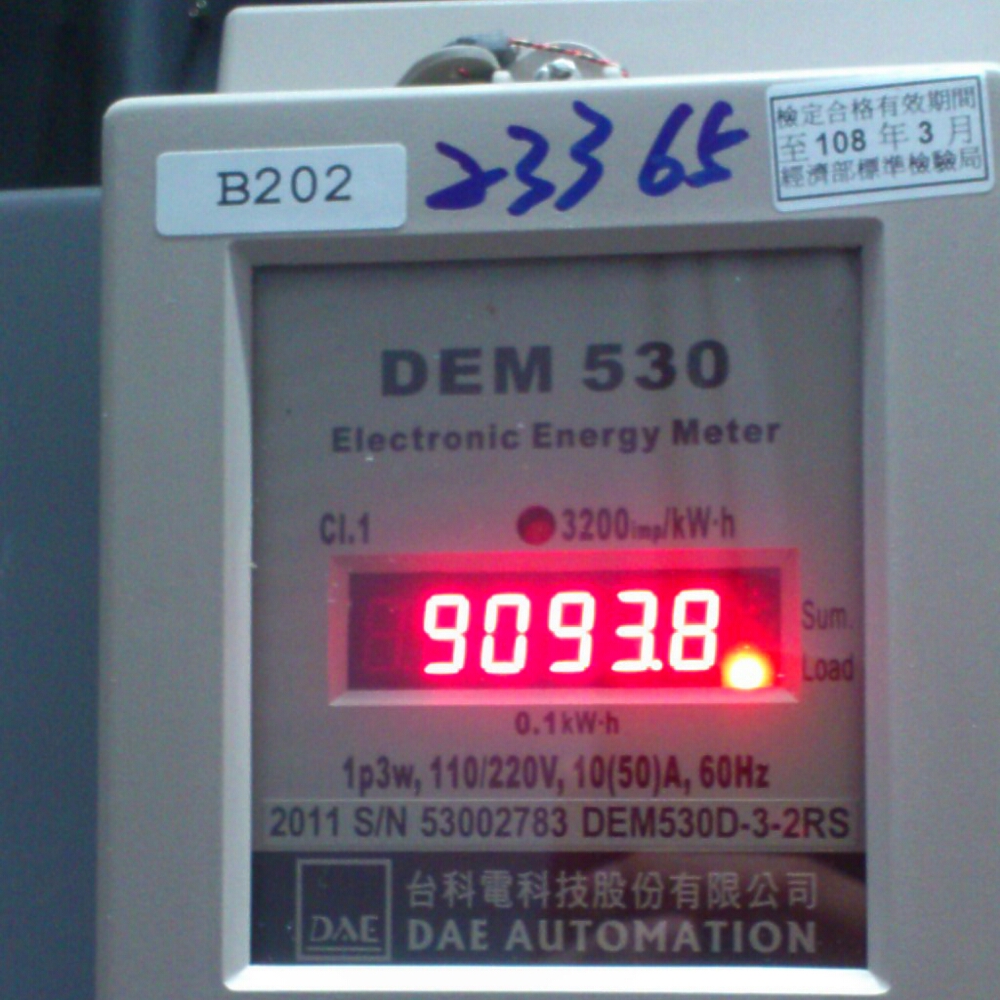 B202
23365
檢定合格有效期間
至 108 年 3 月
經濟部標準檢驗局
DEM 530
Electronic Energy Meter
Cl.1
3200imp/kW·h
9093.8
Sum.
Load
0.1kW·h
1p3w, 110/220V, 10(50)A, 60Hz
2011 S/N 53002783 DEM530D-3-2RS
DAE
台科電科技股份有限公司
DAE AUTOMATION